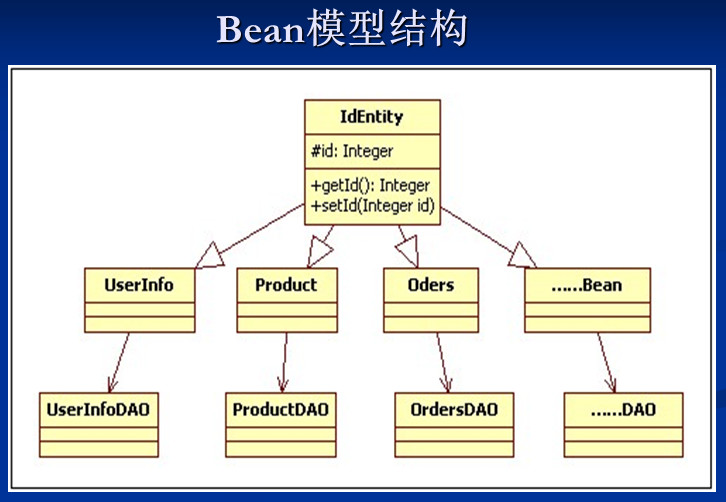 Bean模型结构
IdEntity
#id: Integer
+getId(): Integer
+setId(Integer id)
UserInfo
Product
Oders
……Bean
UserInfoDAO
ProductDAO
OrdersDAO
……DAO